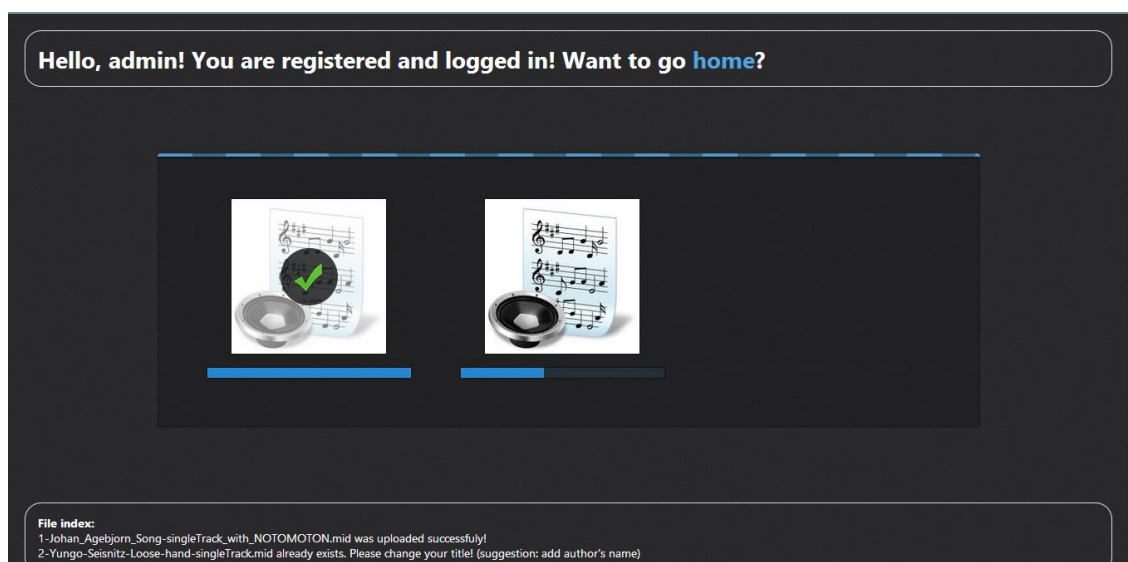 Hello, admin! You are registered and logged in! Want to go home?
File index:
1-Johan_Agebjorn_Song-singleTrack_with_NOTOMOTON.mid was uploaded successfuly!
2-Yungo-Seisnitz-Loose-hand-singleTrack.mid already exists. Please change your title! (suggestion: add author's name)